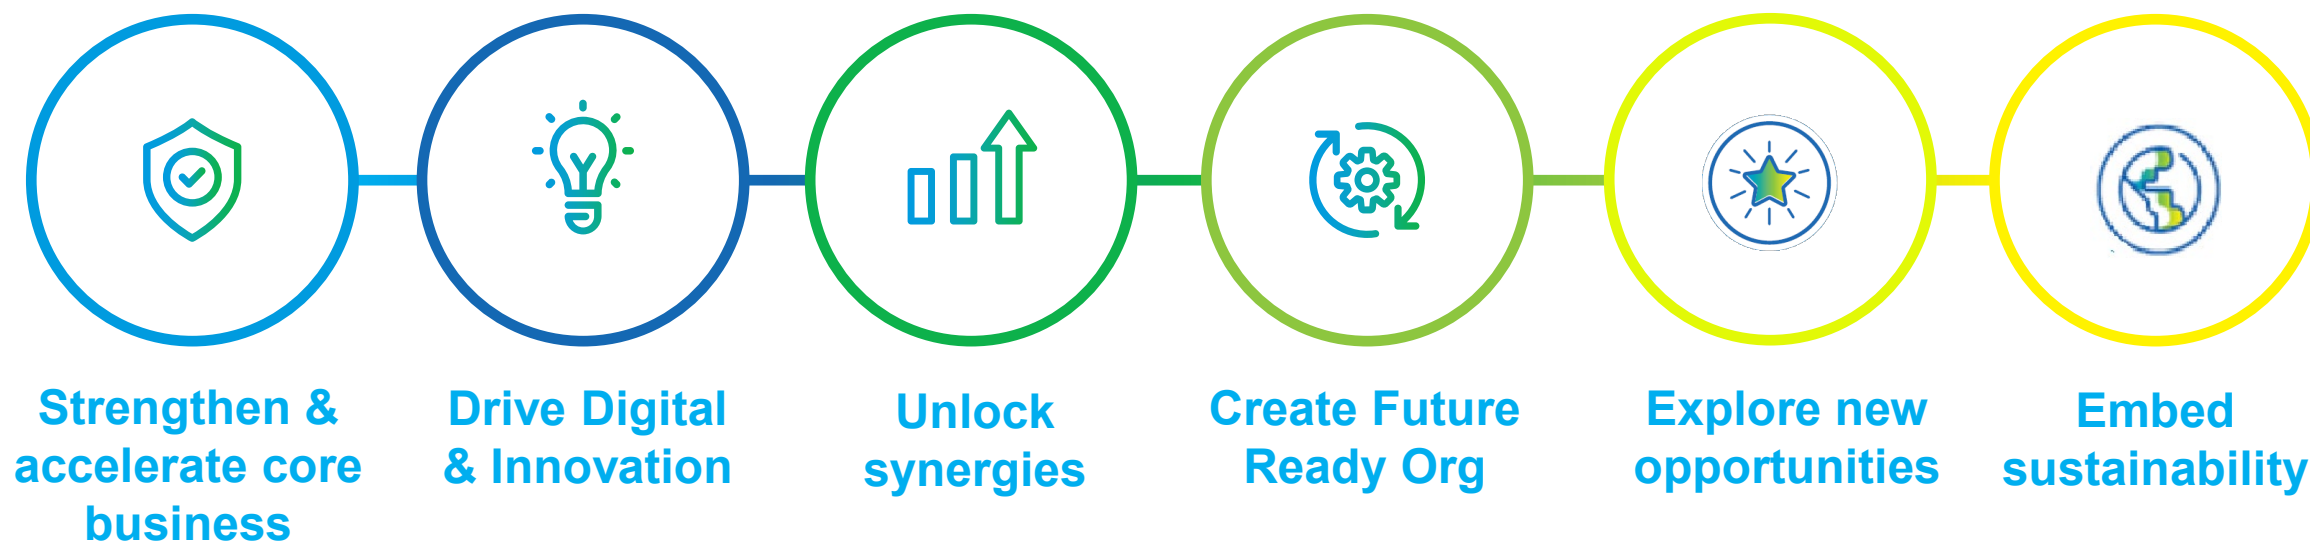 Strengthen &
accelerate core
business
Drive Digital
& Innovation
Unlock
synergies
Create Future
Ready Org
Explore new
opportunities
Embed
sustainability